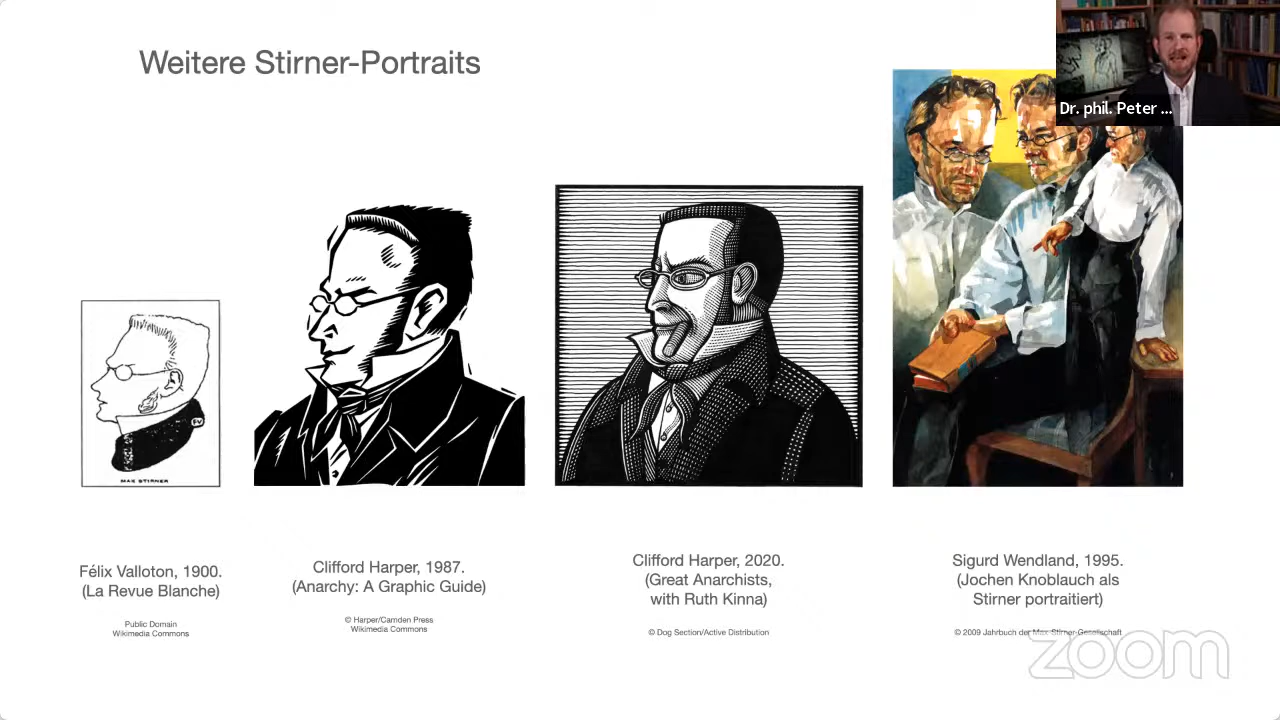 Weitere Stirner-Portraits
Dr. phil. Peter ...
FV
MAX STIRNER
Félix Valloton, 1900.
(La Revue Blanche)
Public Domain
Wikimedia Commons
Clifford Harper, 1987.
(Anarchy: A Graphic Guide)
© Harper/Camden Press
Wikimedia Commons
Clifford Harper, 2020.
(Great Anarchists,
with Ruth Kinna)
© Dog Section/Active Distribution
Sigurd Wendland, 1995.
(Jochen Knoblauch als
Stirner portraitiert)
© 2009 Jahrbuch der Max-Stirner-Gesellschaft
zoom